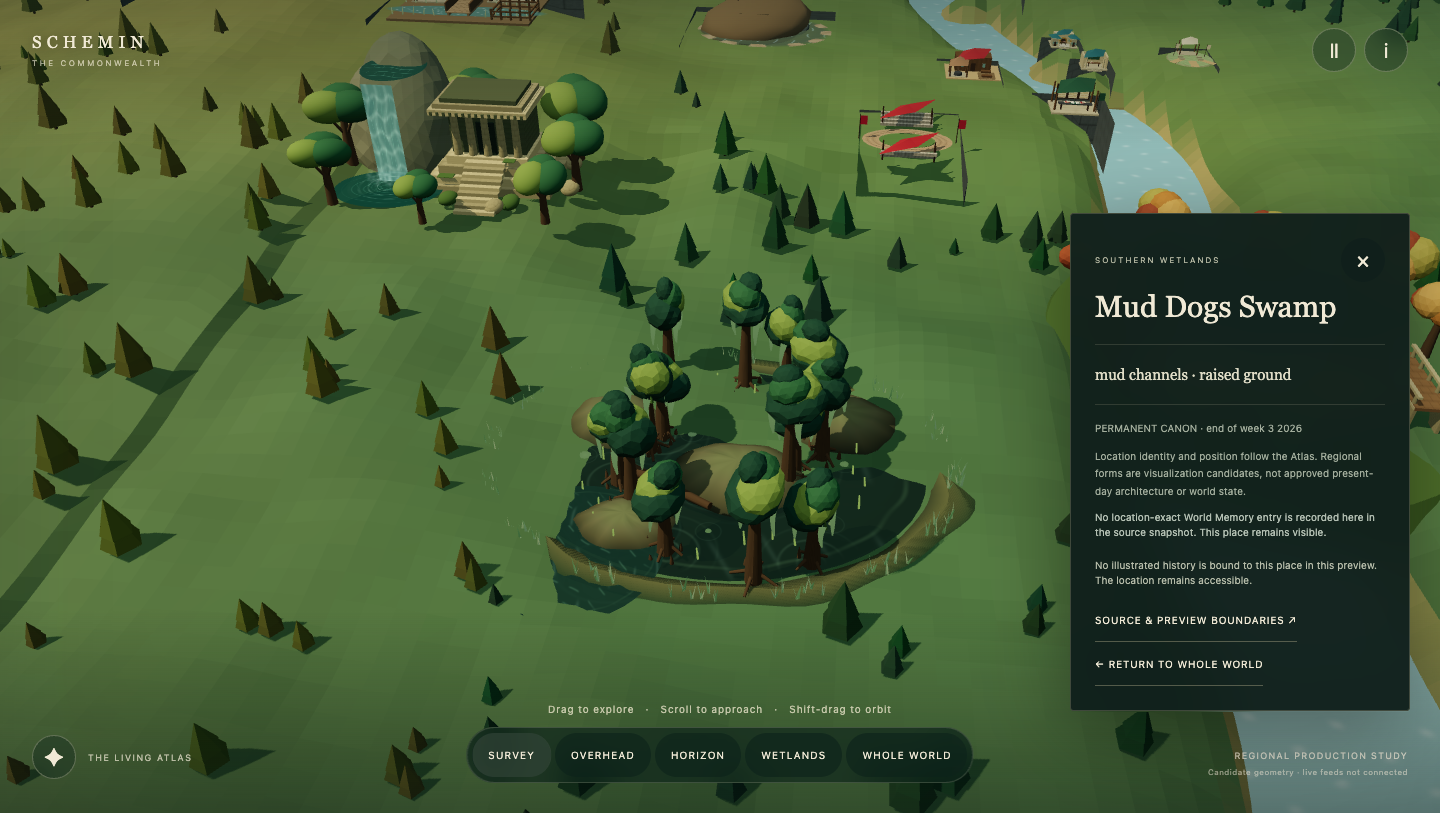 SCHEMIN
THE COMMONWEALTH
i
SOUTHERN WETLANDS
×
Mud Dogs Swamp
mud channels · raised ground
PERMANENT CANON · end of week 3 2026
Location identity and position follow the Atlas. Regional
forms are visualization candidates, not approved present-
day architecture or world state.
No location-exact World Memory entry is recorded here in
the source snapshot. This place remains visible.
No illustrated history is bound to this place in this preview.
The location remains accessible.
SOURCE & PREVIEW BOUNDARIES ↗
← RETURN TO WHOLE WORLD
Drag to explore · Scroll to approach · Shift-drag to orbit
SURVEY OVERHEAD HORIZON WETLANDS WHOLE WORLD
THE LIVING ATLAS
REGIONAL PRODUCTION STUDY
Candidate geometry · live feeds not connected